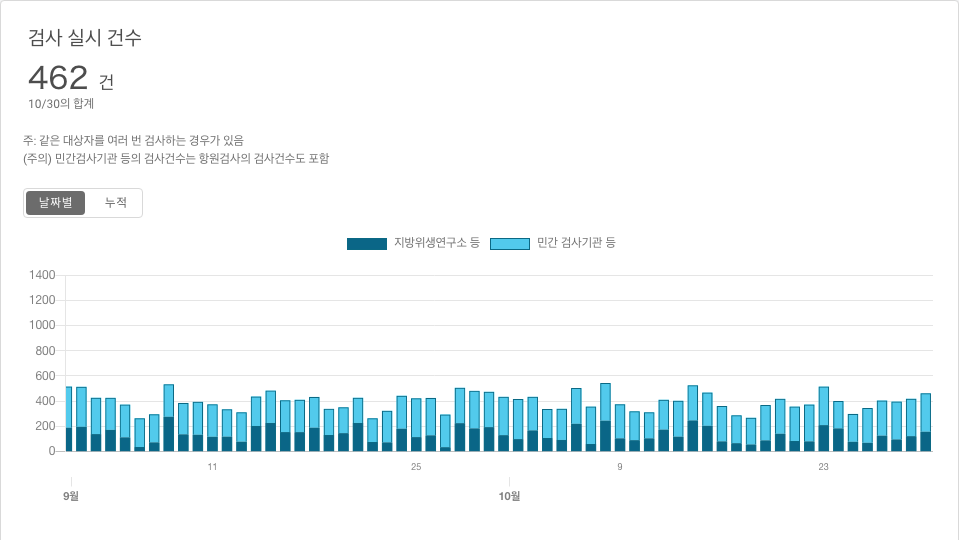 검사 실시 건수
462 건
10/30의 합계
주: 같은 대상자를 여러 번 검사하는 경우가 있음
(주의) 민간검사기관 등의 검사건수는 항원검사의 검사건수도 포함
날짜별 누적
지방위생연구소 등 민간 검사기관 등
1400
1200
1000
800
600
400
200
0
11 25 9 23
9월 10월